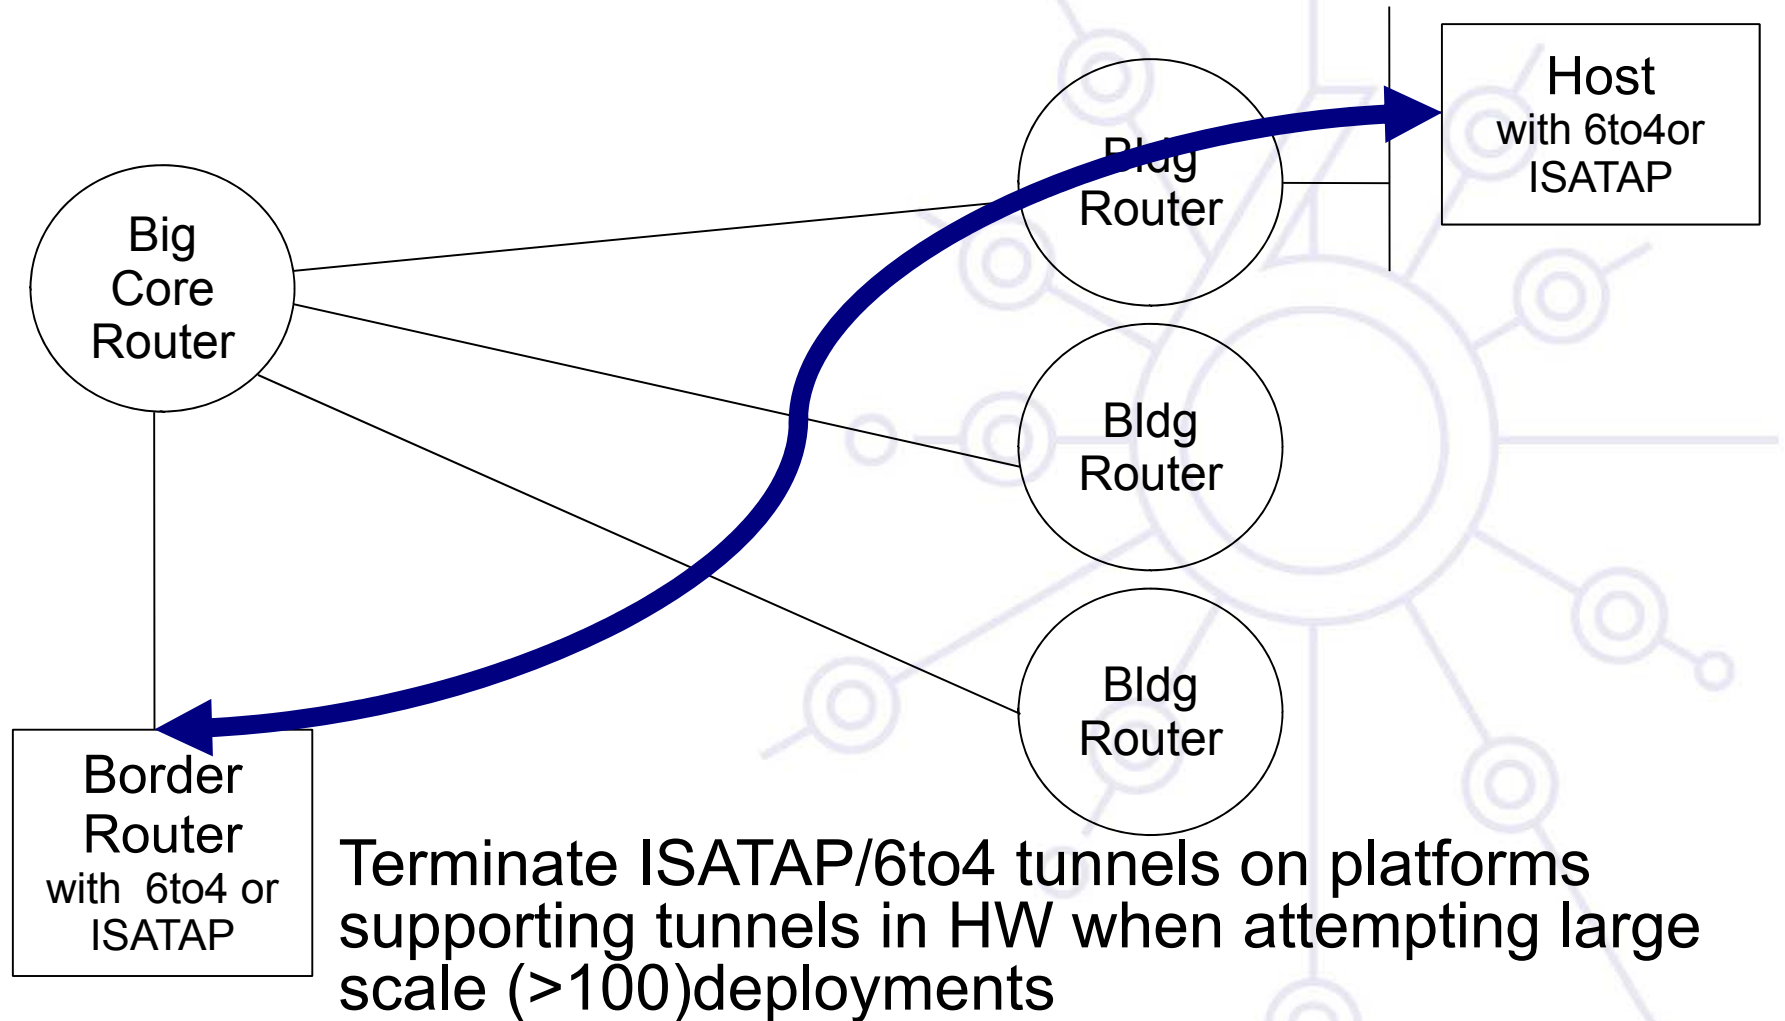 Big
Core
Router
Bldg
Router
Host
with 6to4or
ISATAP
Bldg
Router
Bldg
Router
Border
Router
with 6to4 or
ISATAP
Terminate ISATAP/6to4 tunnels on platforms
supporting tunnels in HW when attempting large
scale (>100)deployments